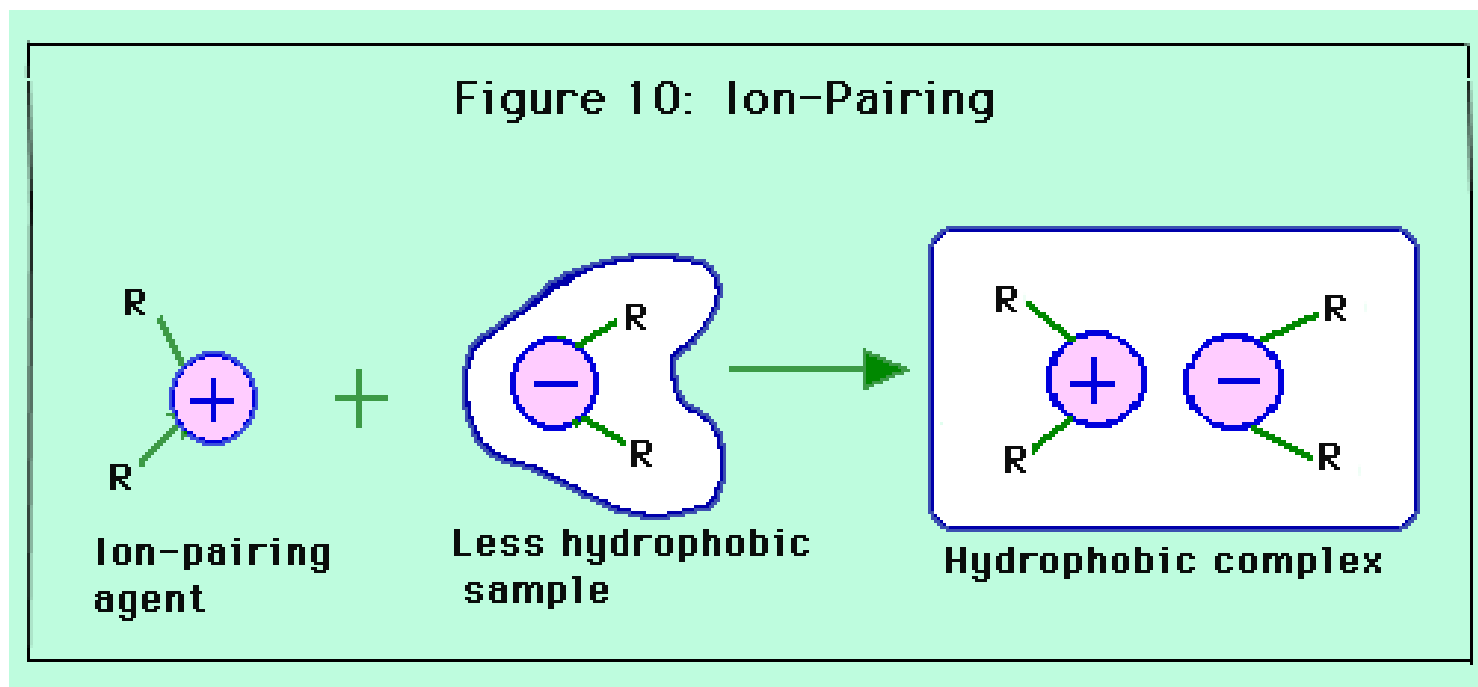 Figure 10: Ion-Pairing
R
R
+
+
−
R
R
R
R
+
−
R
R
Ion-pairing
agent
Less hydrophobic
sample
Hydrophobic complex